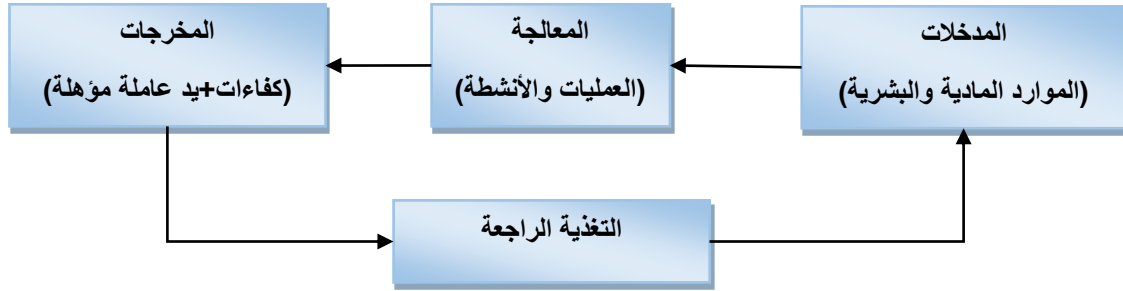 المدخلات
(الموارد المادية والبشرية)
المعالجة
(العمليات والأنشطة)
المخرجات
(كفاءات+يد عاملة مؤهلة)
التغذية الراجعة